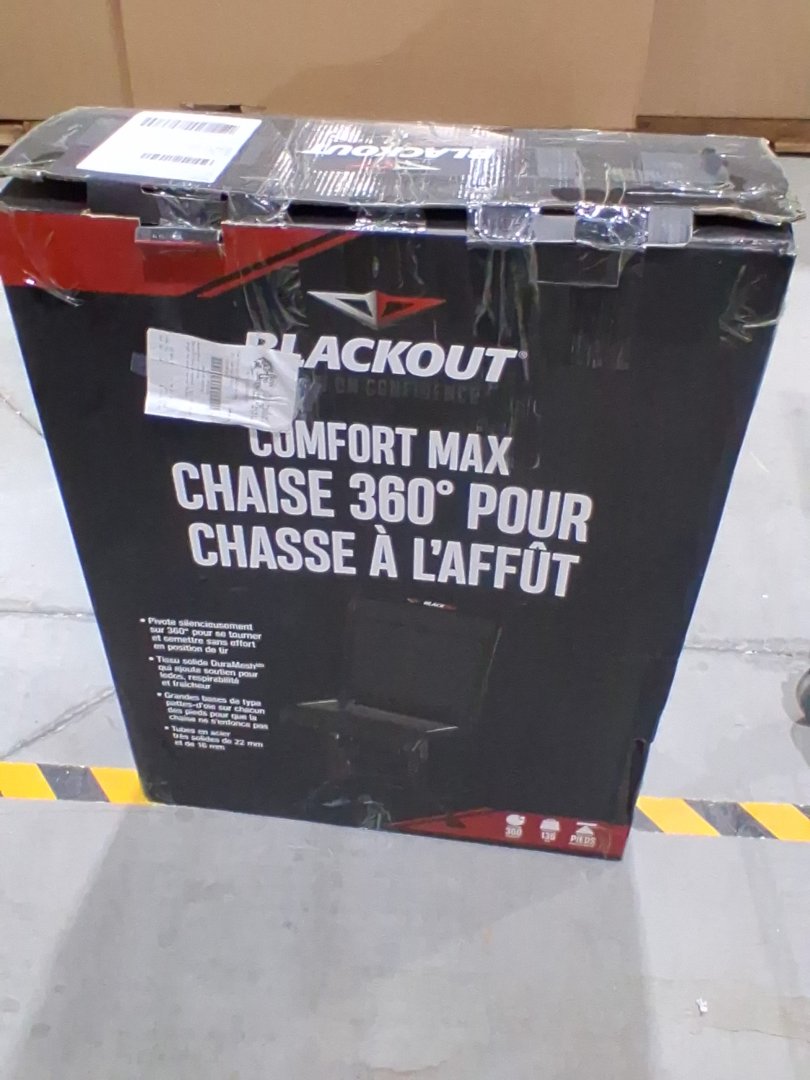 BLACKOUT
BLACKOUT®
COMFORT MAX
CHAISE 360° POUR
CHASSE À L'AFFÛT
BLACK
• Pivote silencieusement
sur 360° pour se tourner
et se mettre sans effort
en position de tir
• Tissu solide DuraMesh
qui ajoute soutien pour
le dos, respirabilité
et fraîcheur
• Grandes bases de type
pattes-d'oie sur chacun
des pieds pour que la
chaise ne s'enfonce pas
• Tubes en acier
très solides de 22 mm
et de 16 mm
360
136
PIEDS